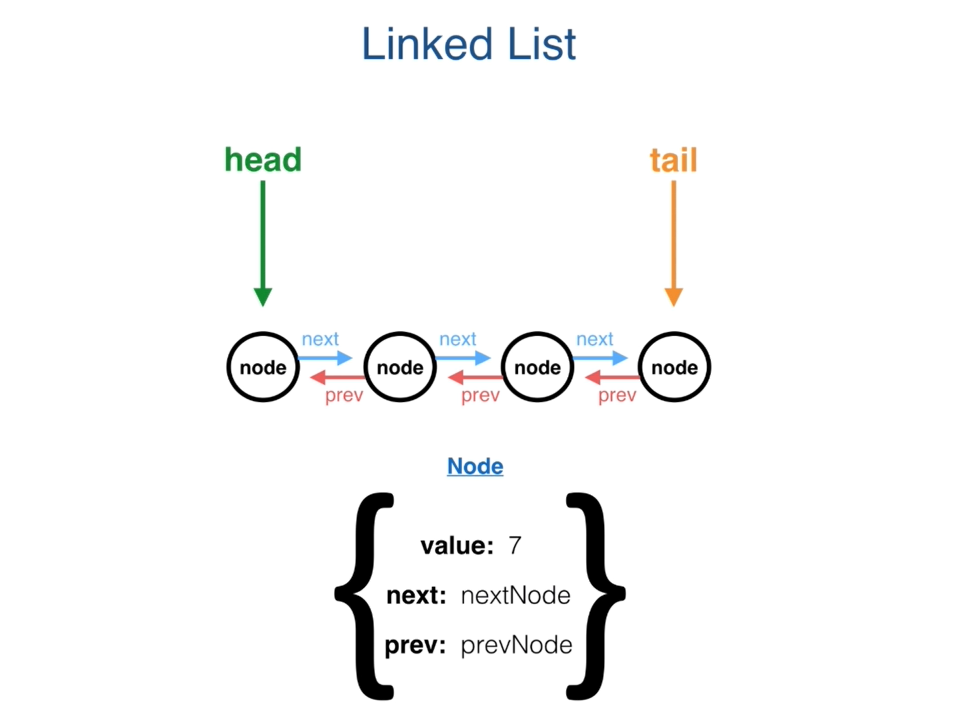 Linked List
head tail
next next next
node node node node
prev prev prev
Node
{ value: 7
next: nextNode
prev: prevNode }